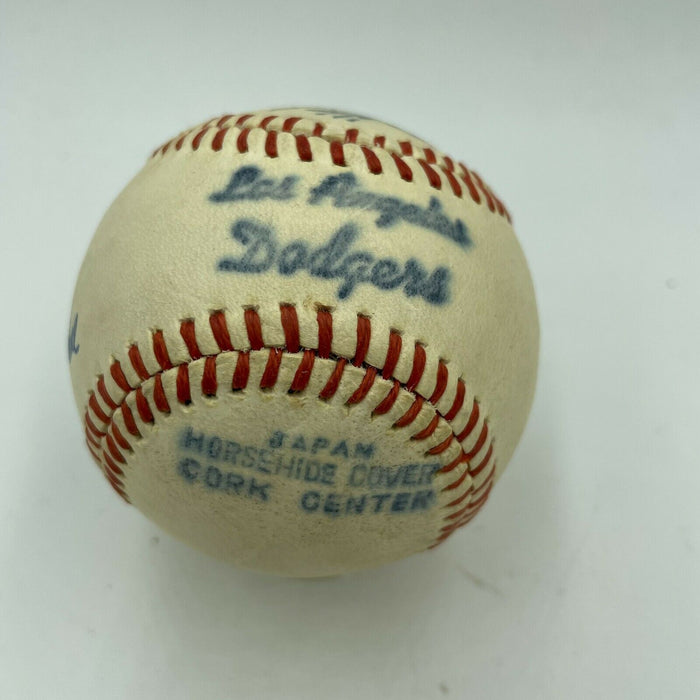 Los Angeles
Dodgers
JAPAN
HORSEHIDE COVER
CORK CENTER